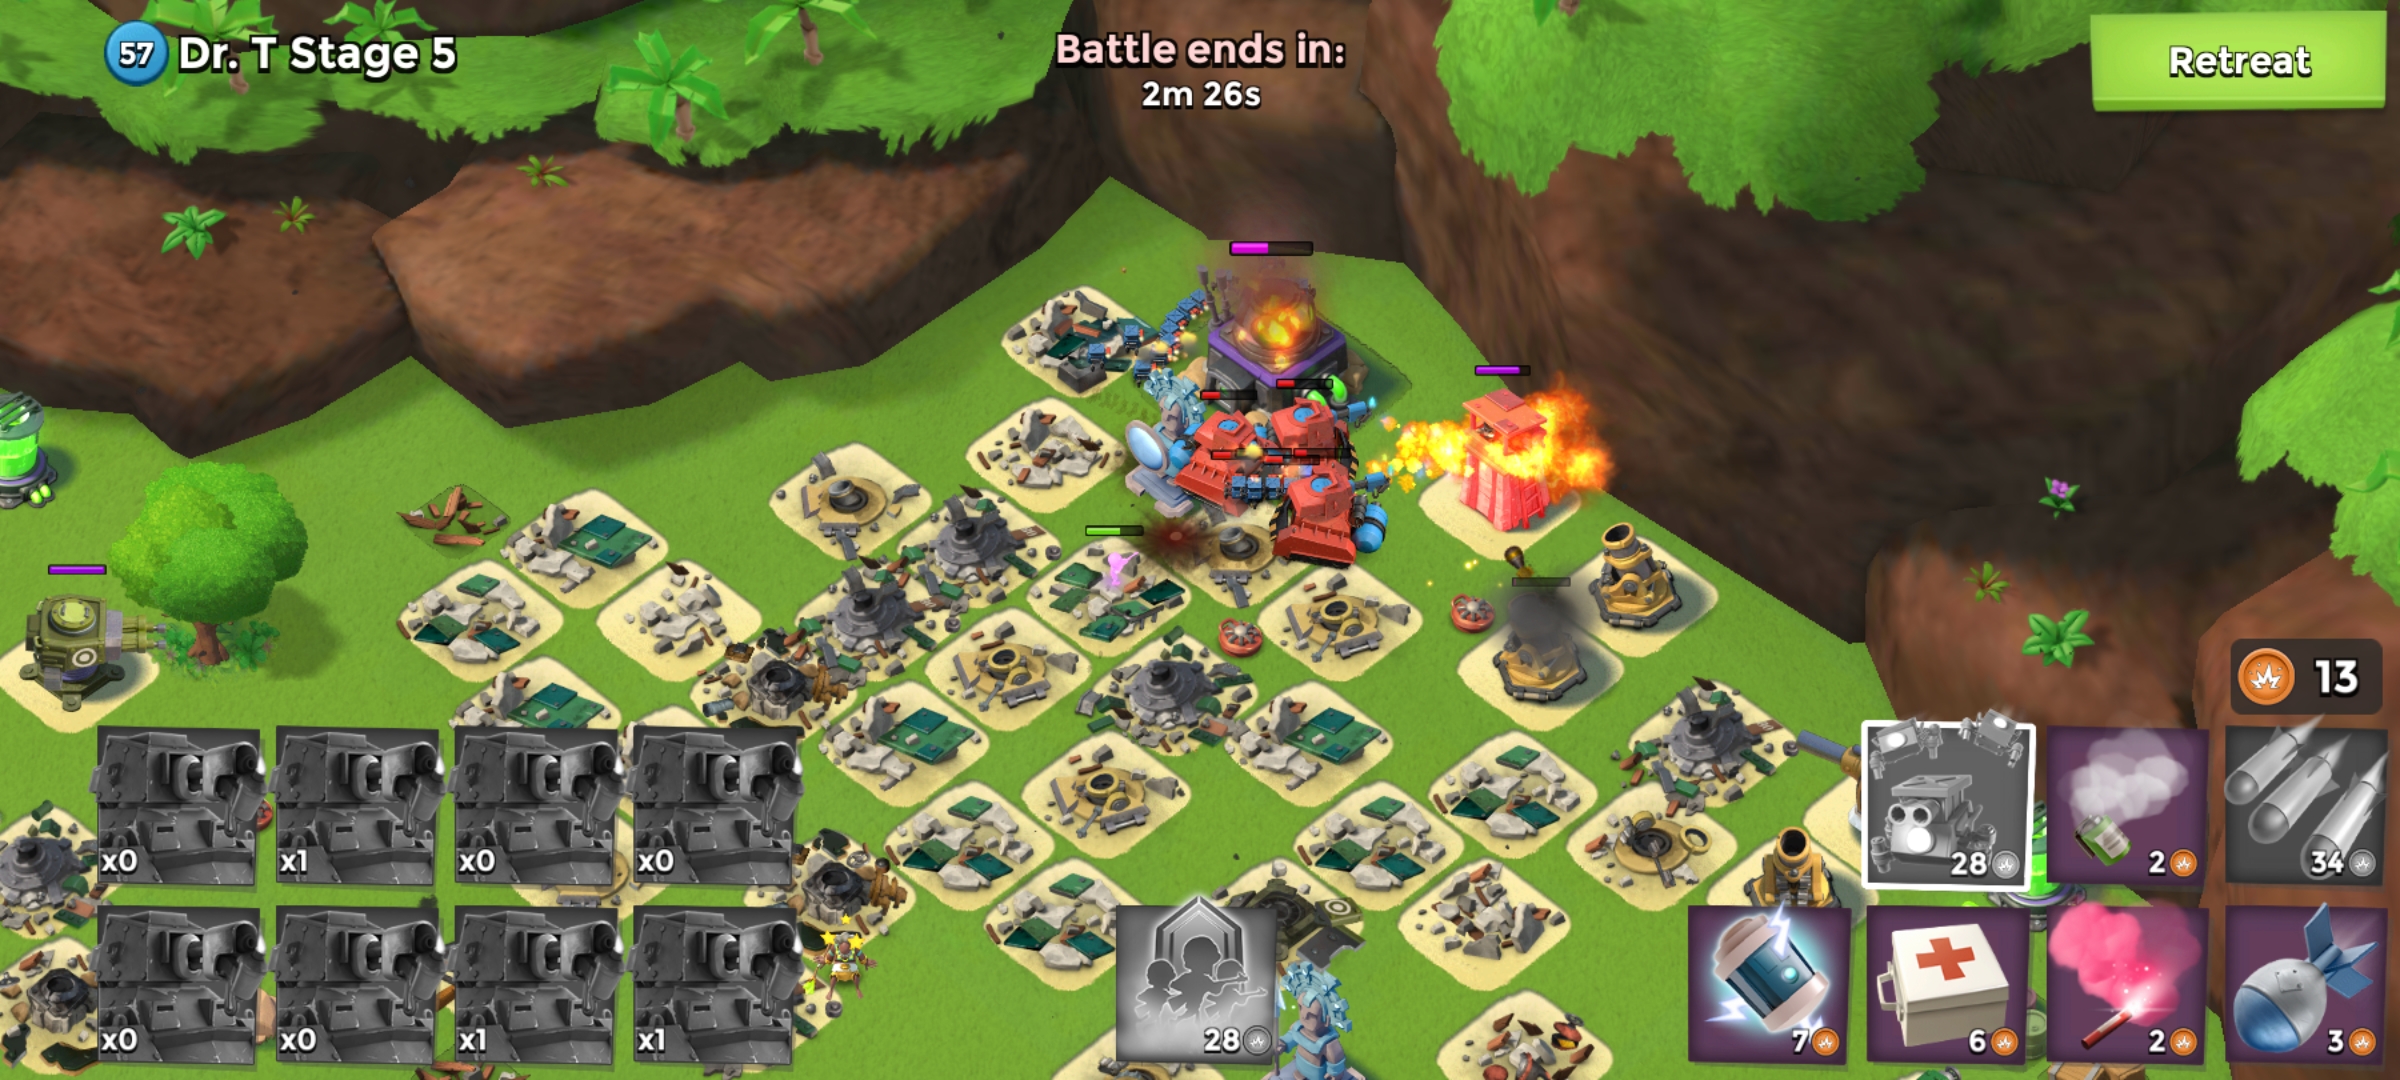 57 Dr. T Stage 5
Battle ends in:
2m 26s
Retreat
13
x0 x1 x0 x0
28 2 34
x0 x0 x1 x1
28 7 6 2 3